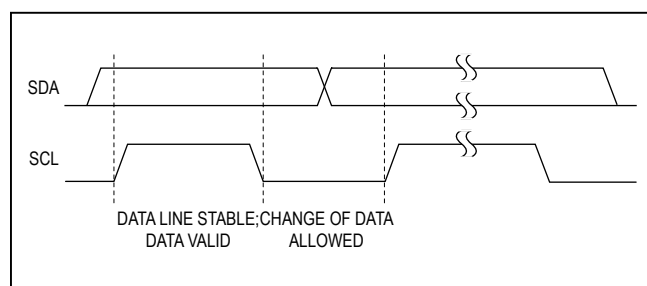 SDA
SCL
DATA LINE STABLE;CHANGE OF DATA
DATA VALID ALLOWED